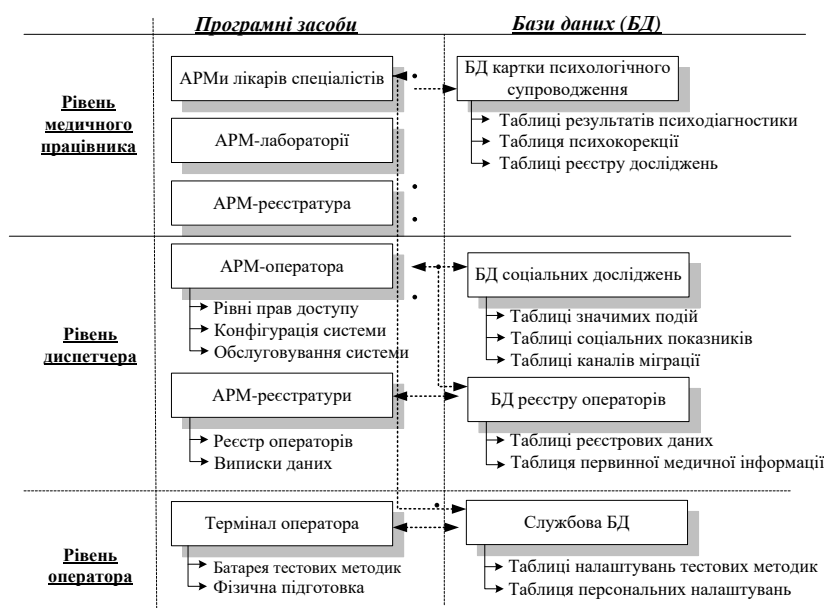 Програмні засоби
Бази даних (БД)
Рівень
медичного
працівника
АРМи лікарів спеціалістів
АРМ-лабораторії
АРМ-реєстратура
БД картки психологічного
супроводження
Таблиці результатів психодіагностики
Таблиця психокорекції
Таблиці реєстру досліджень
Рівень
диспетчера
АРМ-оператора
Рівні прав доступу
Конфігурація системи
Обслуговування системи
АРМ-реєстратури
Реєстр операторів
Виписки даних
БД соціальних досліджень
Таблиці значимих подій
Таблиці соціальних показників
Таблиці каналів міграції
БД реєстру операторів
Таблиці реєстрових даних
Таблиця первинної медичної інформації
Рівень
оператора
Термінал оператора
Батарея тестових методик
Фізична підготовка
Службова БД
Таблиці налаштувань тестових методик
Таблиця персональних налаштувань